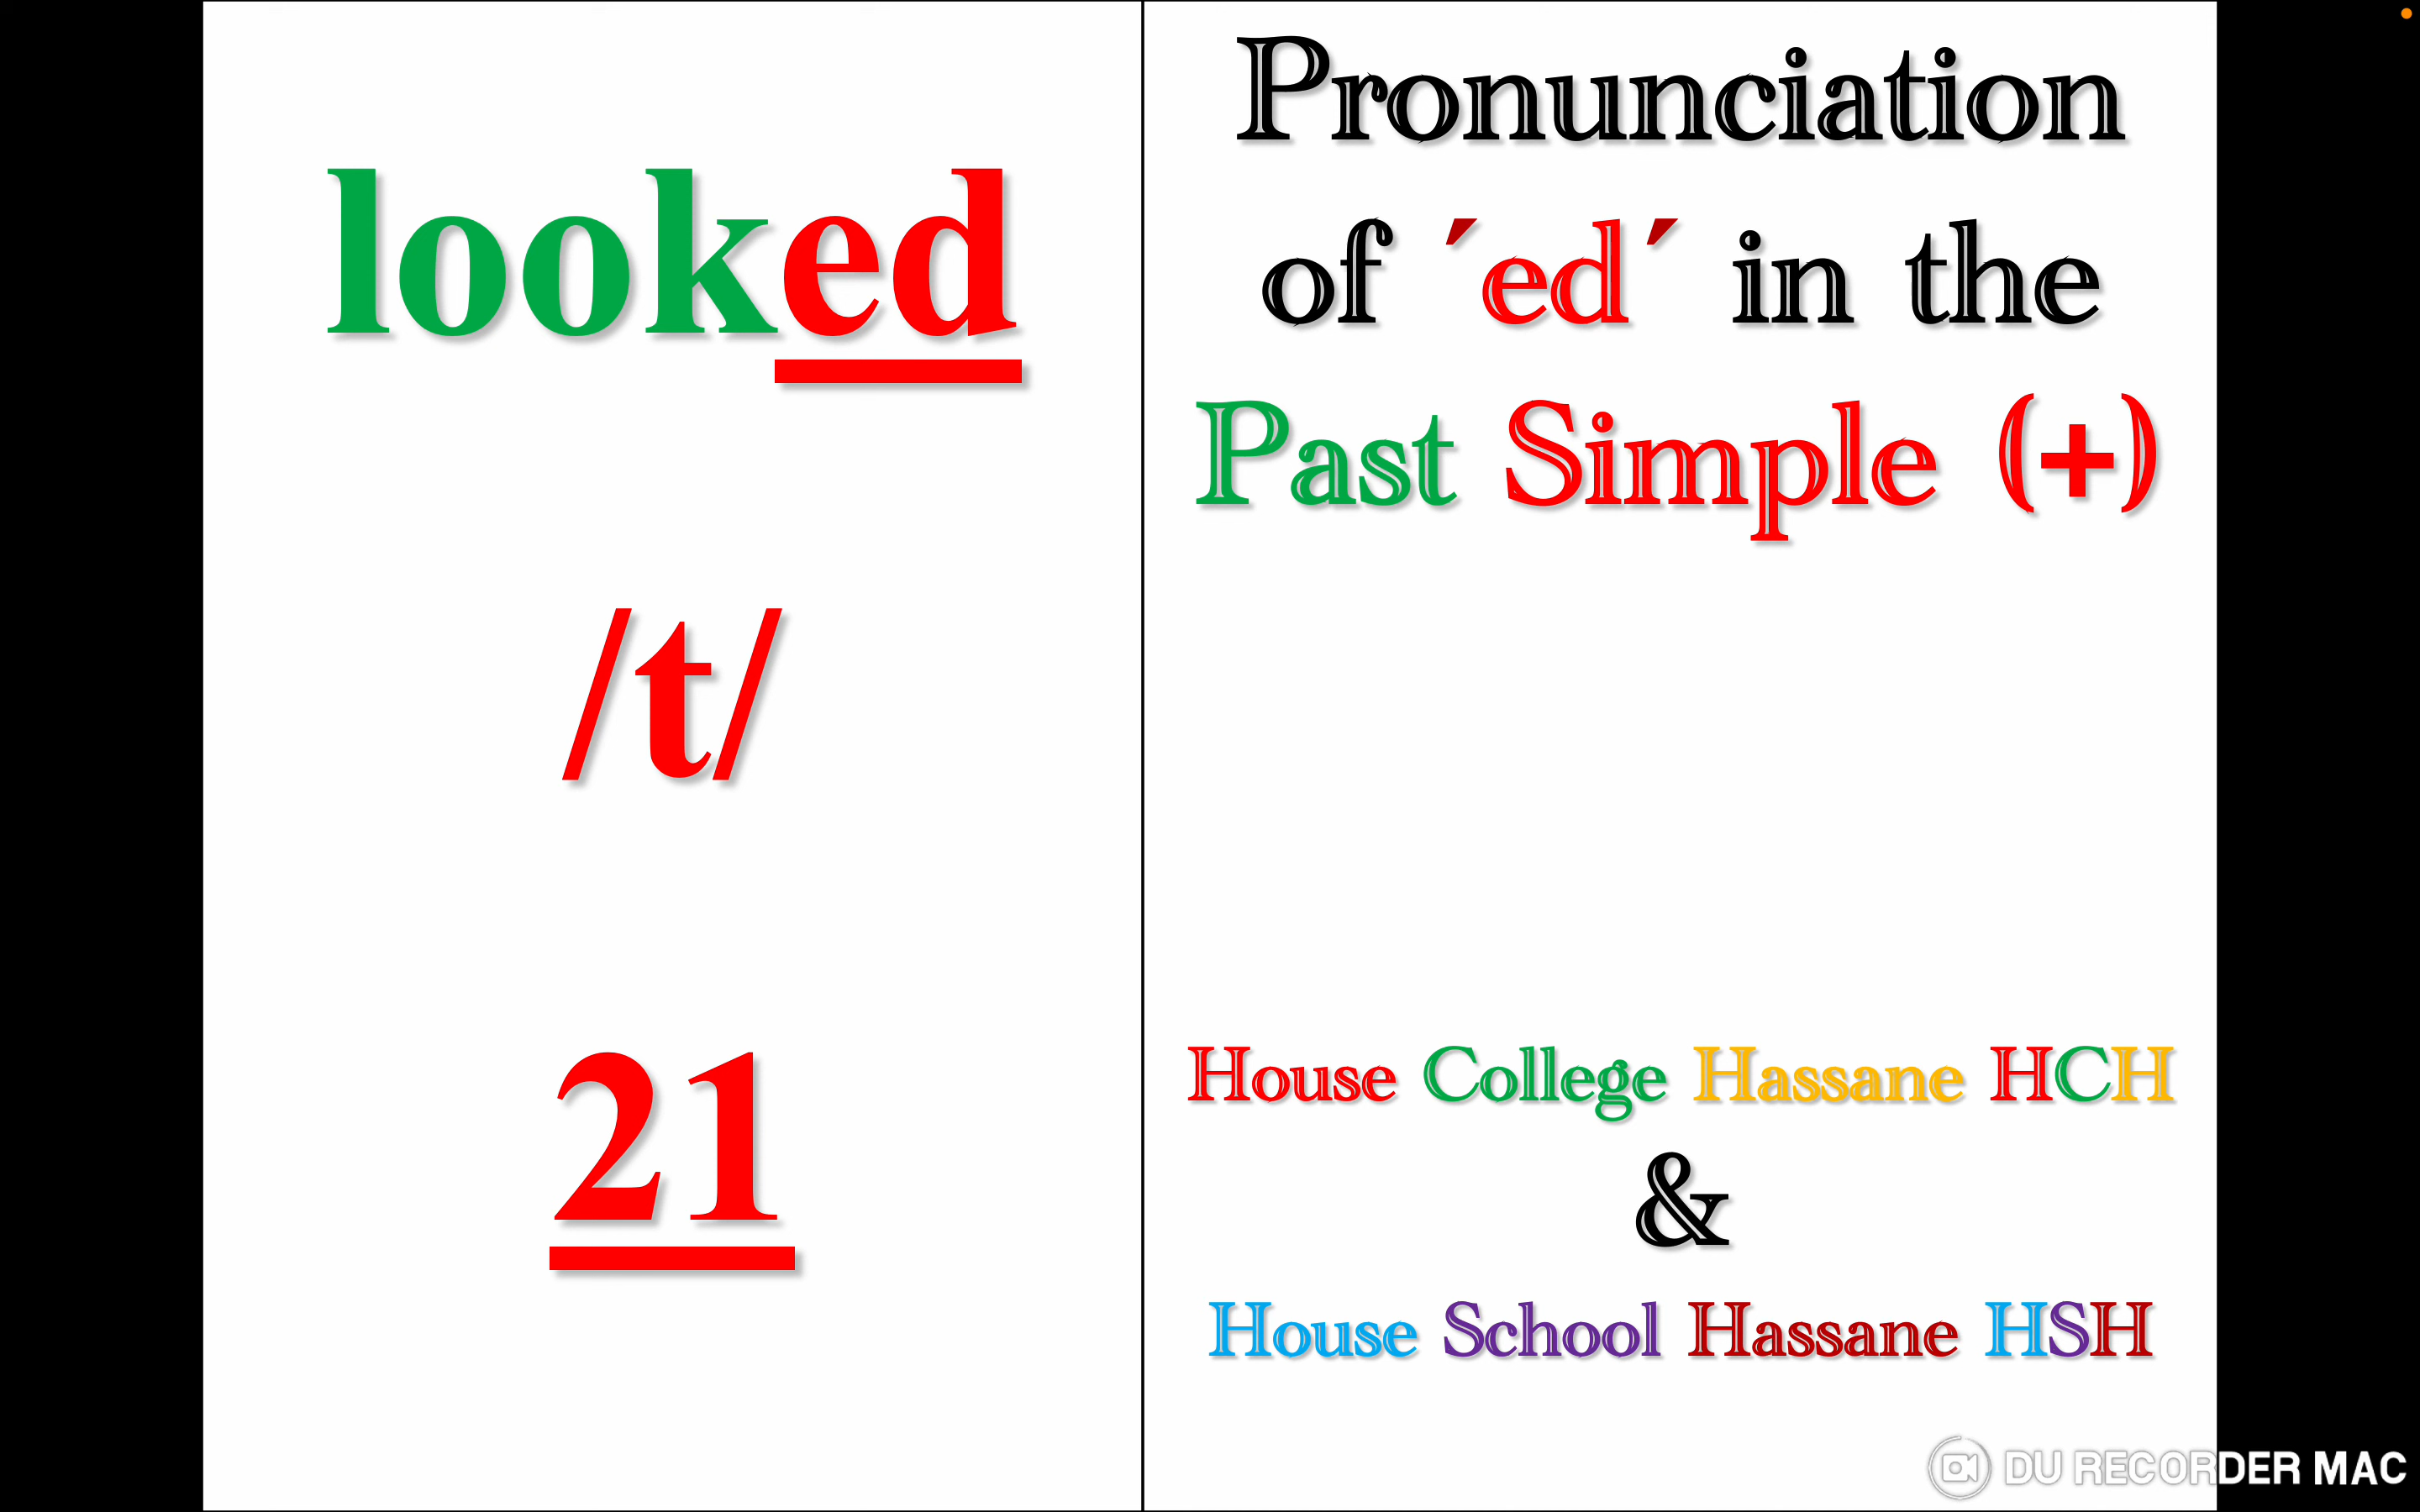 looked
/t/
21
Pronunciation
of ´ed´ in the
Past Simple (+)
House College Hassane HCH
&
House School Hassane HSH
DU RECORDER MAC